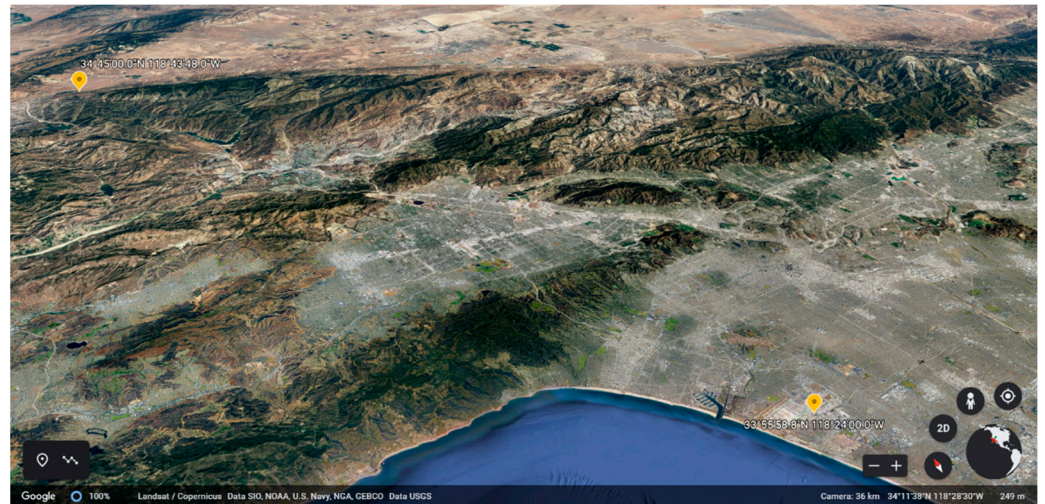 34°45'00.0"N 118°43'48.0"W
33°55'58.8"N 118°24'00.0"W
2D
Google 100% Landsat / Copernicus Data SIO, NOAA, U.S. Navy, NGA, GEBCO Data USGS Camera: 36 km 34°11'38"N 118°28'30"W 249 m